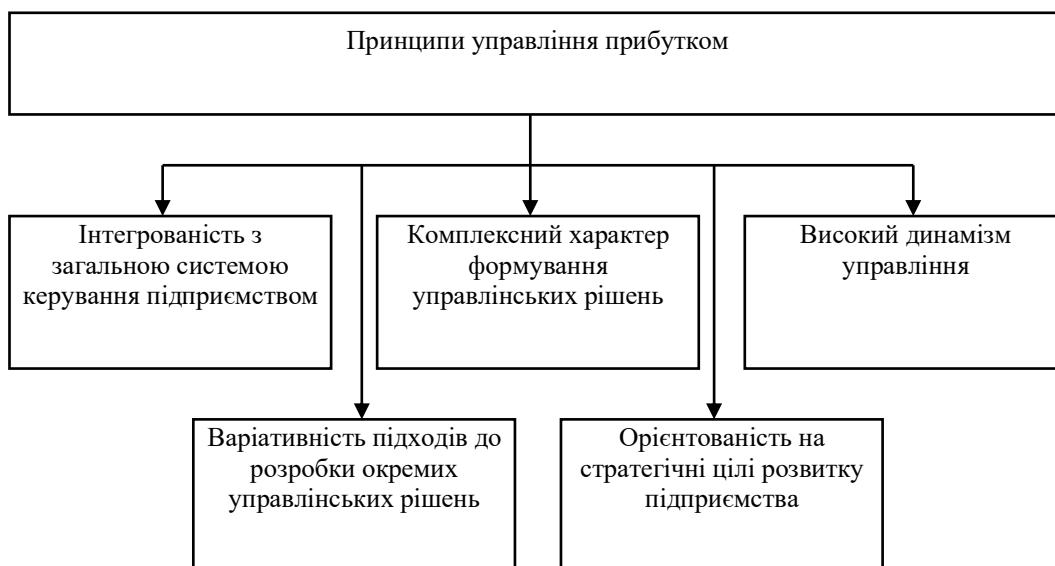 Принципи управління прибутком
Інтегрованість з
загальною системою
керування підприємством
Комплексний характер
формування
управлінських рішень
Високий динамізм
управління
Варіативність підходів до
розробки окремих
управлінських рішень
Орієнтованість на
стратегічні цілі розвитку
підприємства